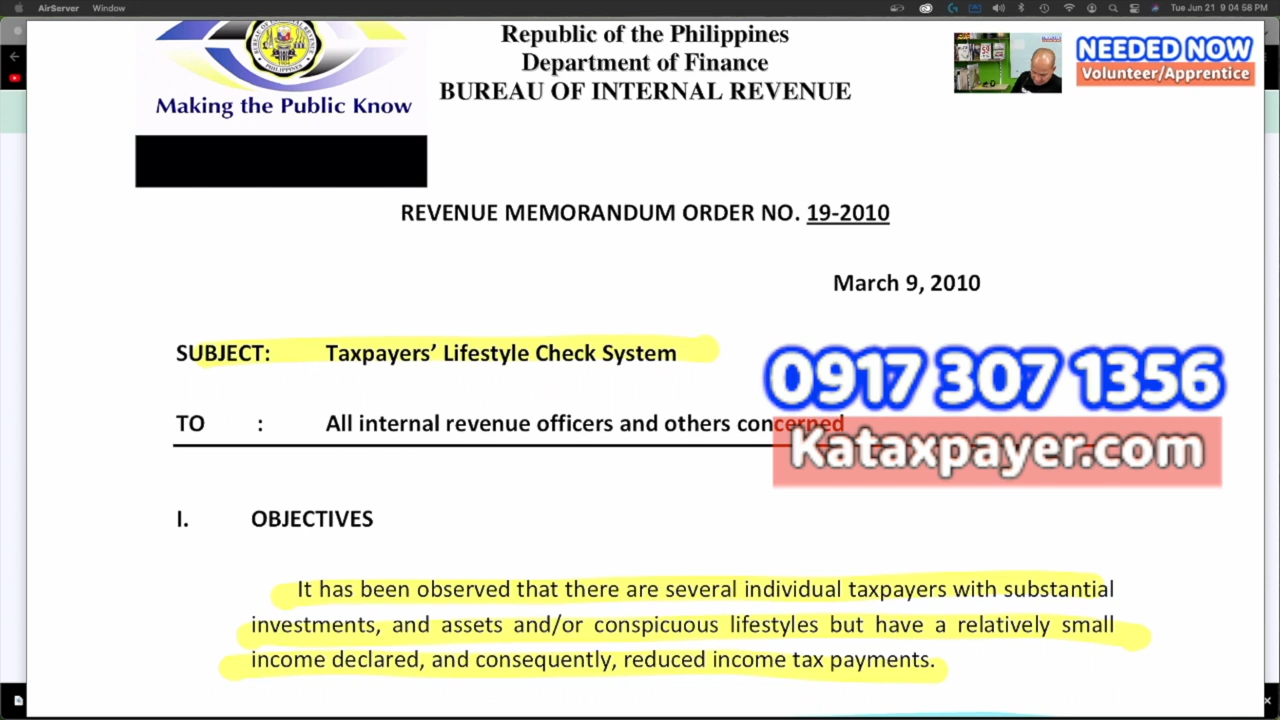 AirServer Window
Tue Jun 21 9:04:58 PM
Republic of the Philippines
Department of Finance
BUREAU OF INTERNAL REVENUE
Making the Public Know
NEEDED NOW
Volunteer/Apprentice
REVENUE MEMORANDUM ORDER NO. 19-2010
March 9, 2010
SUBJECT: Taxpayers’ Lifestyle Check System
0917 307 1356
TO : All internal revenue officers and others concerned
Kataxpayer.com
I. OBJECTIVES
It has been observed that there are several individual taxpayers with substantial
investments, and assets and/or conspicuous lifestyles but have a relatively small
income declared, and consequently, reduced income tax payments.